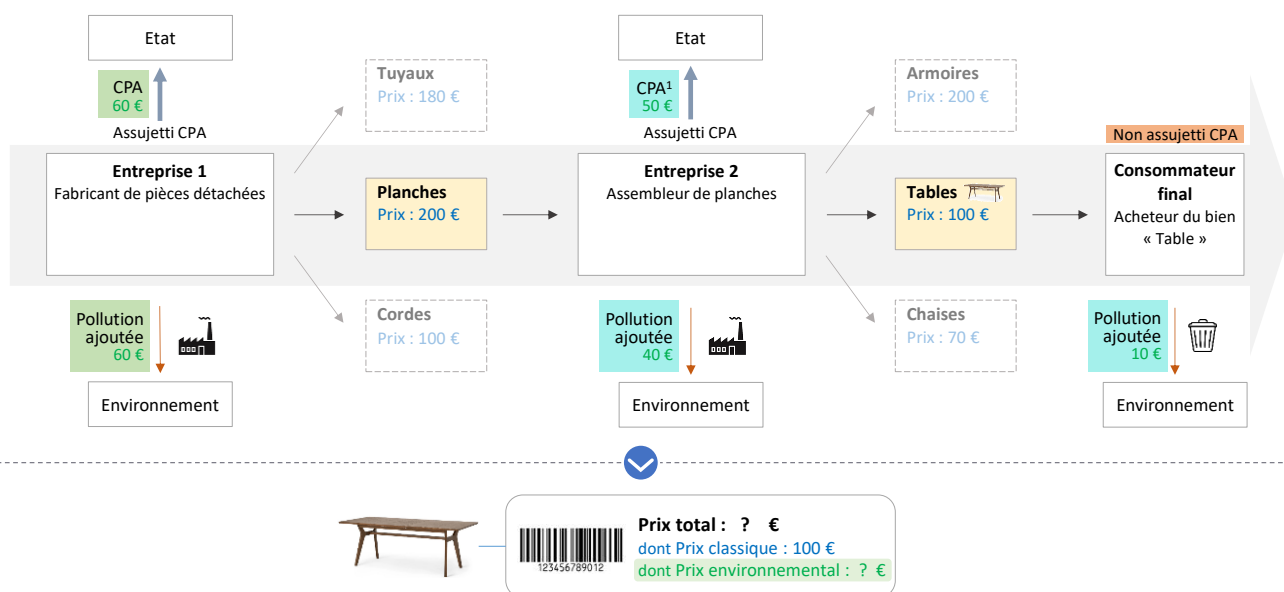 Etat
Etat
CPA
60 €
Tuyaux
Prix : 180 €
CPA¹
50 €
Armoires
Prix : 200 €
Assujetti CPA
Assujetti CPA
Non assujetti CPA
Entreprise 1
Fabricant de pièces détachées
Planches
Prix : 200 €
Entreprise 2
Assembleur de planches
Tables
Prix : 100 €
Consommateur
final
Acheteur du bien
« Table »
Pollution
ajoutée
60 €
Cordes
Prix : 100 €
Pollution
ajoutée
40 €
Chaises
Prix : 70 €
Pollution
ajoutée
10 €
Environnement
Environnement
Environnement
123456789012
Prix total : ? €
dont Prix classique : 100 €
dont Prix environnemental : ? €